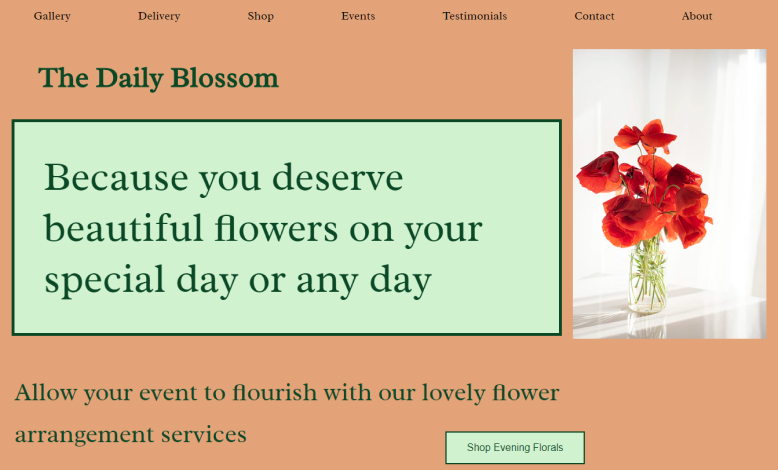 Gallery Delivery Shop Events Testimonials Contact About
The Daily Blossom
Because you deserve
beautiful flowers on your
special day or any day
Allow your event to flourish with our lovely flower
arrangement services
Shop Evening Florals